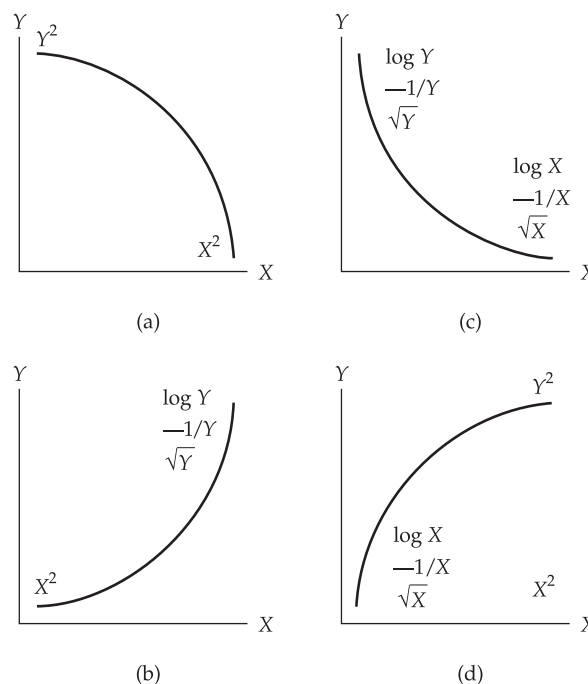 Y
Y²
X²
X
(a)
Y
log Y
—1/Y
√Y
log X
—1/X
√X
X
(c)
Y
log Y
—1/Y
√Y
X²
X
(b)
Y
Y²
log X
—1/X
√X
X²
X
(d)